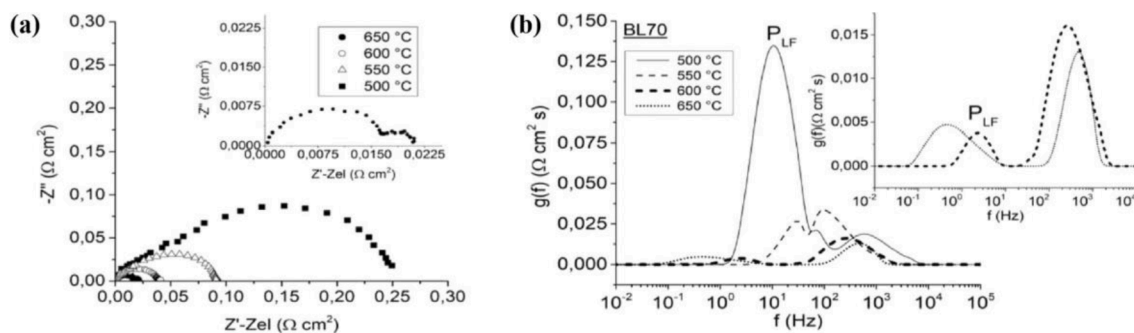 (a)
0,30
0,25
0,20
0,15
0,10
0,05
0,00
-Z'' (Ω cm²)
0,00 0,05 0,10 0,15 0,20 0,25 0,30
Z'-Zel (Ω cm²)
0,0225
0,0150
0,0075
0,0000
-Z'' (Ω cm²)
0,0000 0,0075 0,0150 0,0225
Z'-Zel (Ω cm²)
650 °C
600 °C
550 °C
500 °C
(b)
0,150
0,125
0,100
0,075
0,050
0,025
0,000
g(f) (Ω cm² s)
BL70
500 °C
550 °C
600 °C
650 °C
P_LF
10⁻² 10⁻¹ 10⁰ 10¹ 10² 10³ 10⁴ 10⁵
f (Hz)
0,015
0,010
0,005
0,000
g(f)(Ω cm² s)
P_LF
10⁻¹ 10⁰ 10¹ 10² 10³ 10⁴
f (Hz)